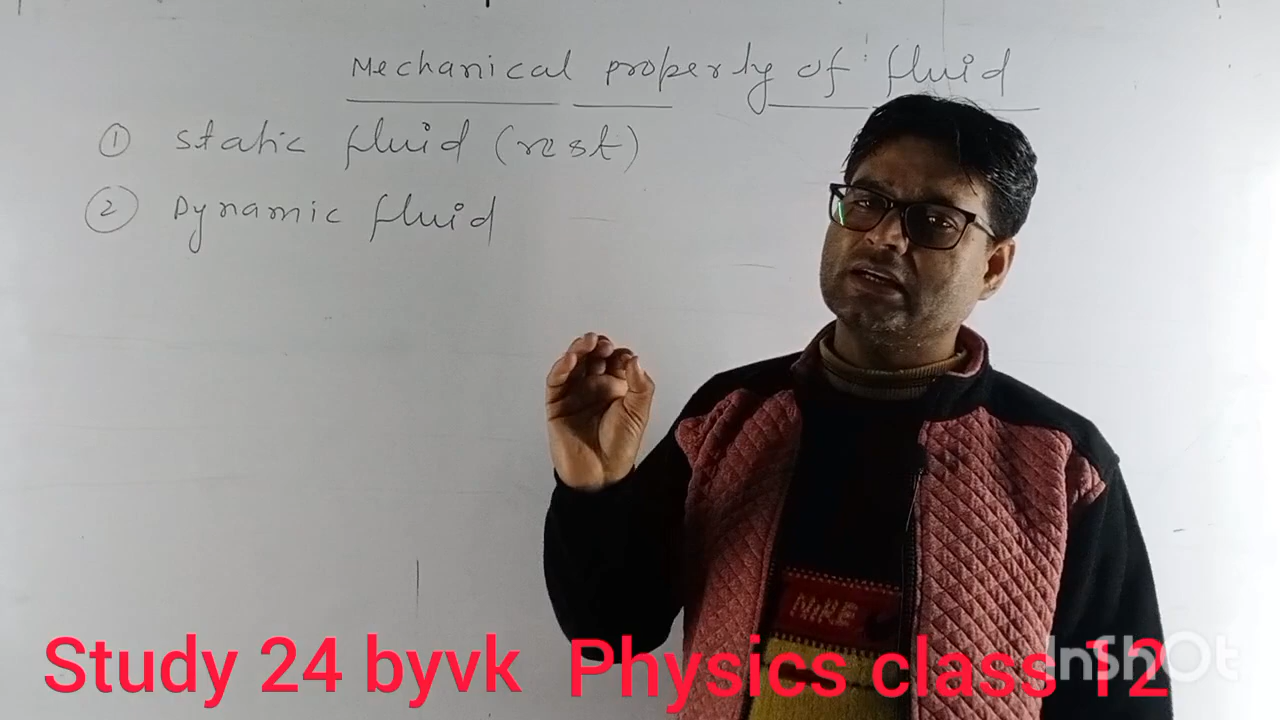 Mechanical property of fluid
① Static fluid (rest)
② Dynamic fluid
NIKE
Study 24 byvk Physics class 12
InShOt